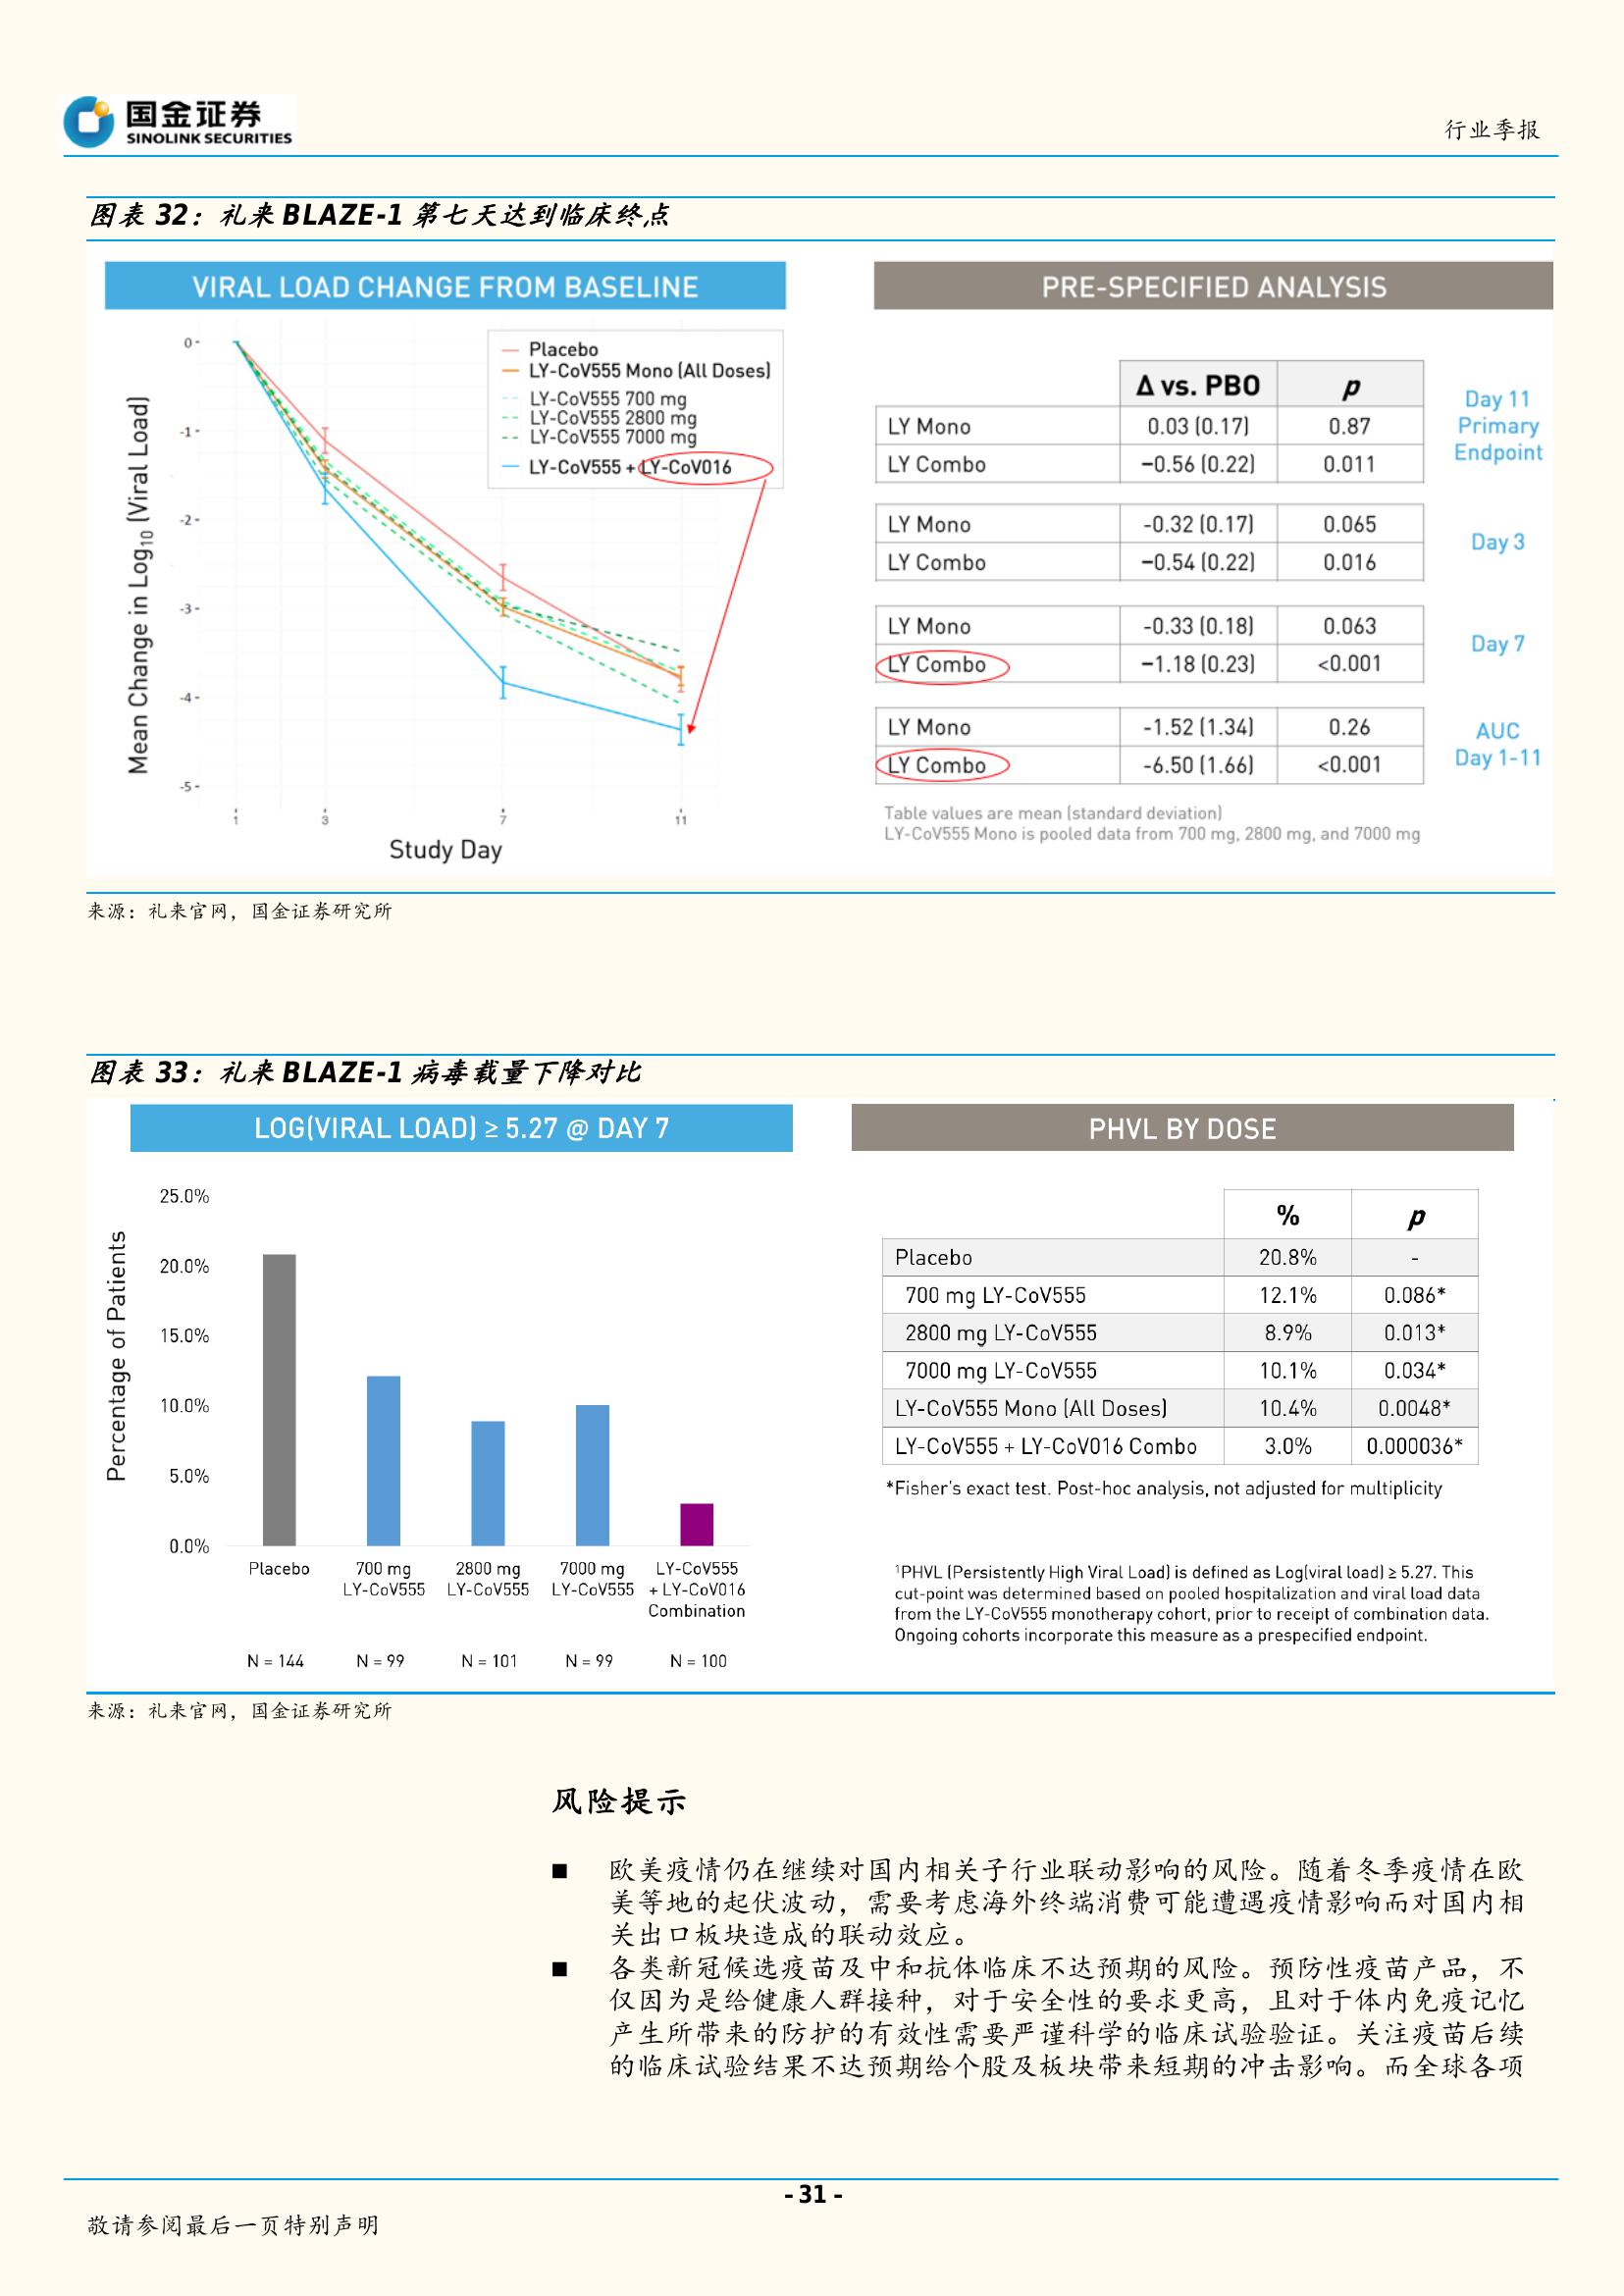 国金证券
SINOLINK SECURITIES
行业季报
图表 32：礼来 BLAZE-1 第七天达到临床终点
VIRAL LOAD CHANGE FROM BASELINE
Mean Change in Log10 (Viral Load)
0
-1
-2
-3
-4
-5
Placebo
LY-CoV555 Mono (All Doses)
LY-CoV555 700 mg
LY-CoV555 2800 mg
LY-CoV555 7000 mg
LY-CoV555 + LY-CoV016
1 3 7 11
Study Day
PRE-SPECIFIED ANALYSIS
Δ vs. PBO p
LY Mono 0.03 (0.17) 0.87
LY Combo −0.56 (0.22) 0.011
Day 11
Primary
Endpoint
LY Mono -0.32 (0.17) 0.065
LY Combo −0.54 (0.22) 0.016
Day 3
LY Mono -0.33 (0.18) 0.063
LY Combo −1.18 (0.23) <0.001
Day 7
LY Mono -1.52 (1.34) 0.26
LY Combo -6.50 (1.66) <0.001
AUC
Day 1-11
Table values are mean (standard deviation)
LY-CoV555 Mono is pooled data from 700 mg, 2800 mg, and 7000 mg
来源：礼来官网，国金证券研究所
图表 33：礼来 BLAZE-1 病毒载量下降对比
LOG(VIRAL LOAD) ≥ 5.27 @ DAY 7
Percentage of Patients
25.0%
20.0%
15.0%
10.0%
5.0%
0.0%
Placebo
700 mg
LY-CoV555
2800 mg
LY-CoV555
7000 mg
LY-CoV555
LY-CoV555
+ LY-CoV016
Combination
N = 144 N = 99 N = 101 N = 99 N = 100
PHVL BY DOSE
% p
Placebo 20.8% -
700 mg LY-CoV555 12.1% 0.086*
2800 mg LY-CoV555 8.9% 0.013*
7000 mg LY-CoV555 10.1% 0.034*
LY-CoV555 Mono (All Doses) 10.4% 0.0048*
LY-CoV555 + LY-CoV016 Combo 3.0% 0.000036*
*Fisher's exact test. Post-hoc analysis, not adjusted for multiplicity
1PHVL (Persistently High Viral Load) is defined as Log(viral load) ≥ 5.27. This
cut-point was determined based on pooled hospitalization and viral load data
from the LY-CoV555 monotherapy cohort, prior to receipt of combination data.
Ongoing cohorts incorporate this measure as a prespecified endpoint.
来源：礼来官网，国金证券研究所
风险提示
■ 欧美疫情仍在继续对国内相关子行业联动影响的风险。随着冬季疫情在欧
美等地的起伏波动，需要考虑海外终端消费可能遭遇疫情影响而对国内相
关出口板块造成的联动效应。
■ 各类新冠候选疫苗及中和抗体临床不达预期的风险。预防性疫苗产品，不
仅因为是给健康人群接种，对于安全性的要求更高，且对于体内免疫记忆
产生所带来的防护的有效性需要严谨科学的临床试验验证。关注疫苗后续
的临床试验结果不达预期给个股及板块带来短期的冲击影响。而全球各项
- 31 -
敬请参阅最后一页特别声明